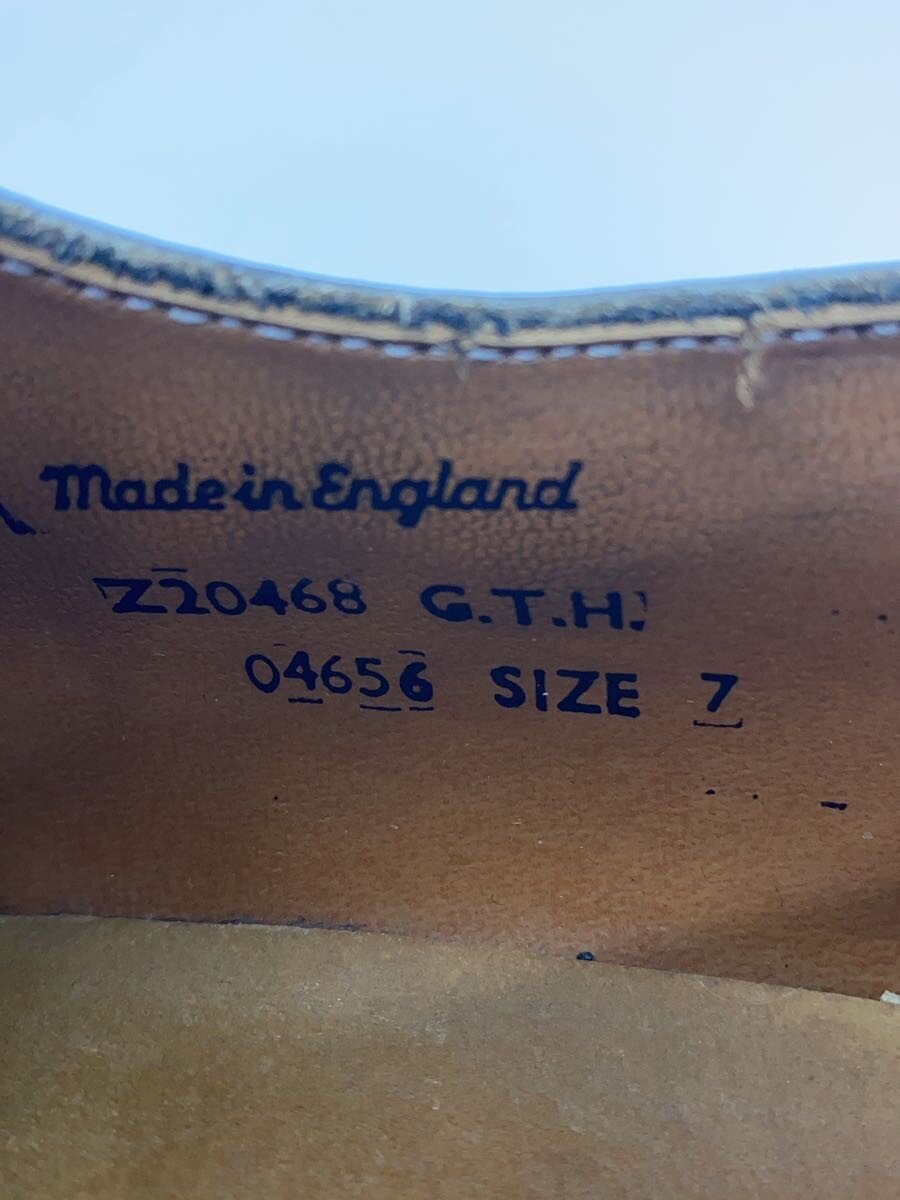 Made in England
Z20468 G.T.H.
04656 SIZE 7